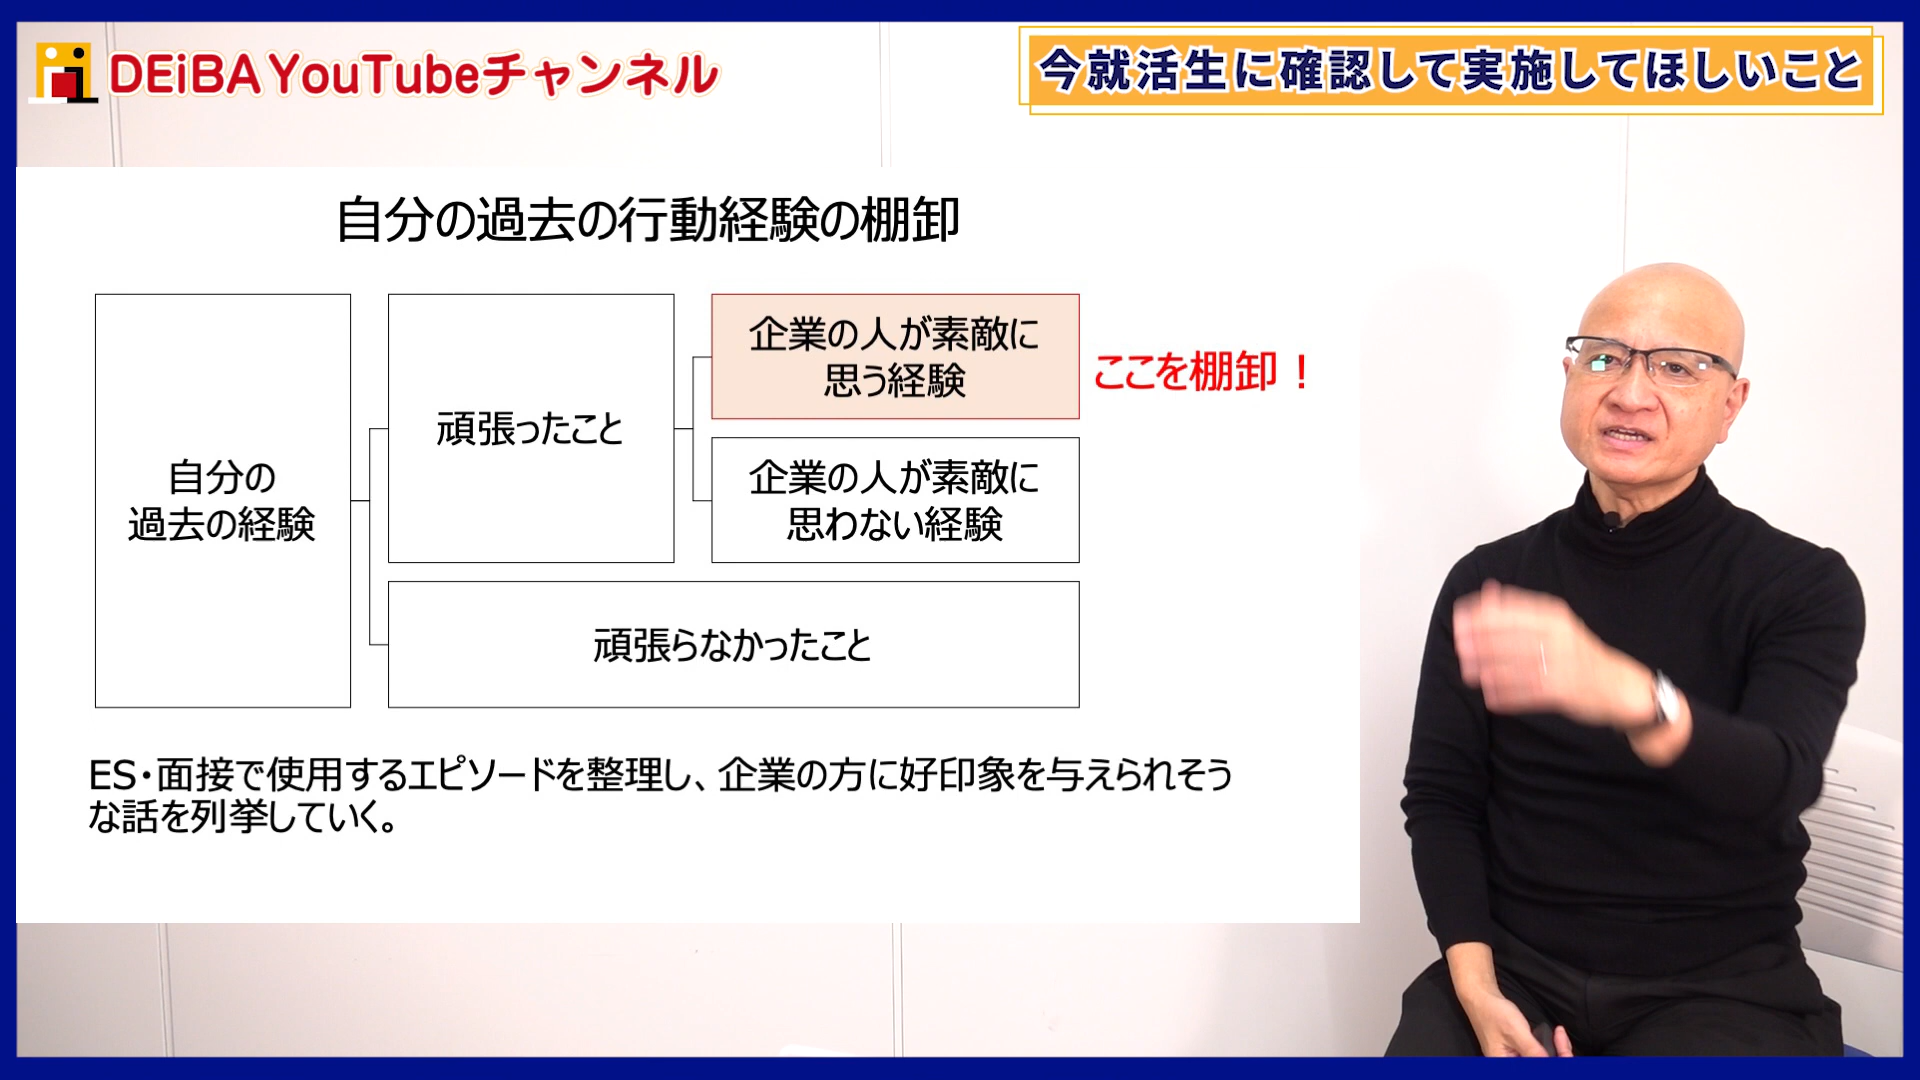 DEiBA YouTubeチャンネル
今就活生に確認して実施してほしいこと
自分の過去の行動経験の棚卸
自分の
過去の経験
頑張ったこと
企業の人が素敵に
思う経験
ここを棚卸！
企業の人が素敵に
思わない経験
頑張らなかったこと
ES・面接で使用するエピソードを整理し、企業の方に好印象を与えられそう
な話を列挙していく。